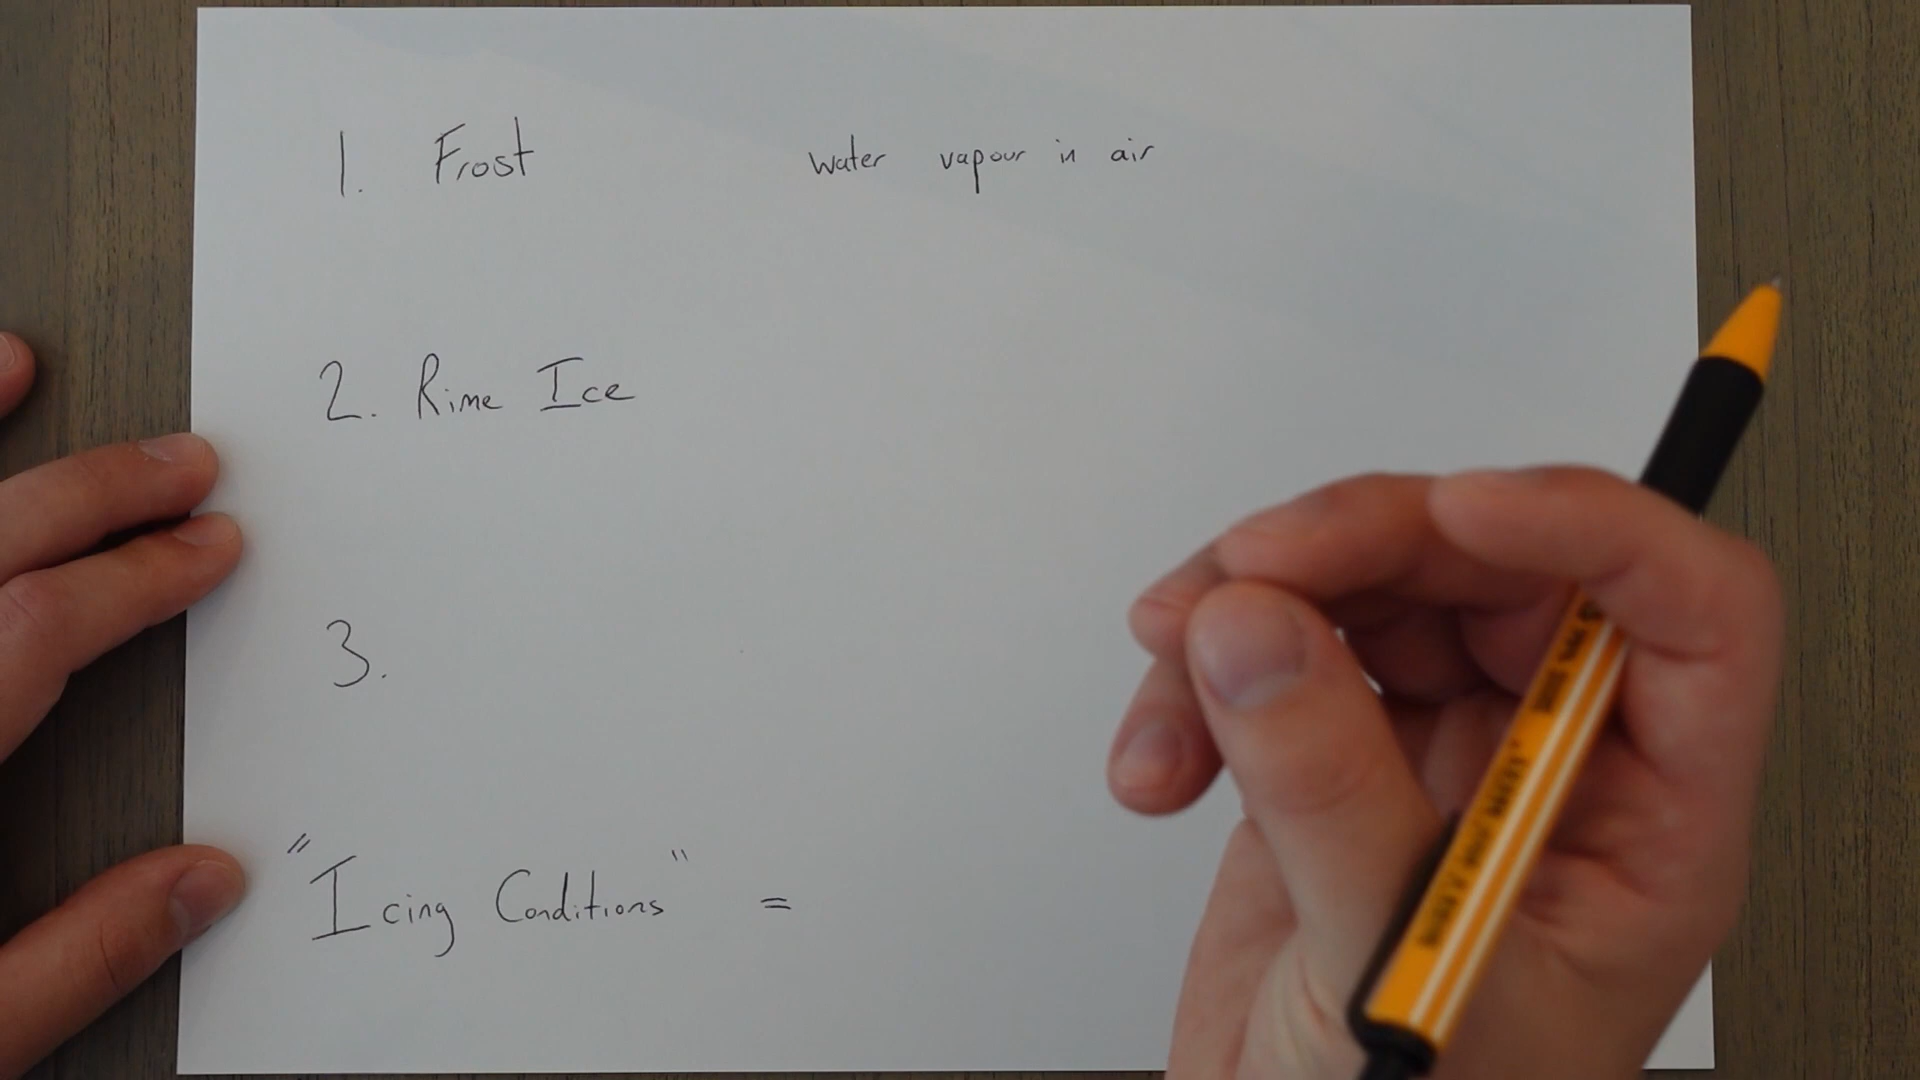 1. Frost water vapour in air
2. Rime Ice
3.
"Icing Conditions" =